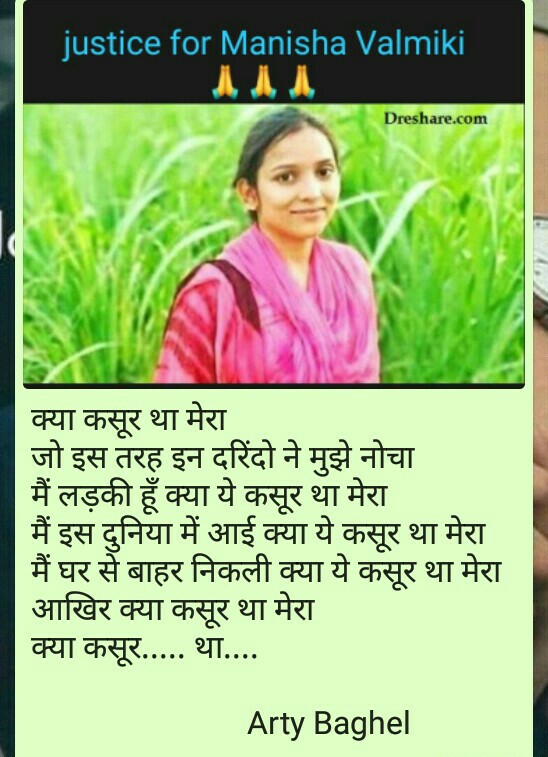 justice for Manisha Valmiki
🙏🙏🙏
Dreshare.com
क्या कसूर था मेरा
जो इस तरह इन दरिंदो ने मुझे नोचा
मैं लड़की हूँ क्या ये कसूर था मेरा
मैं इस दुनिया में आई क्या ये कसूर था मेरा
मैं घर से बाहर निकली क्या ये कसूर था मेरा
आखिर क्या कसूर था मेरा
क्या कसूर..... था....
Arty Baghel